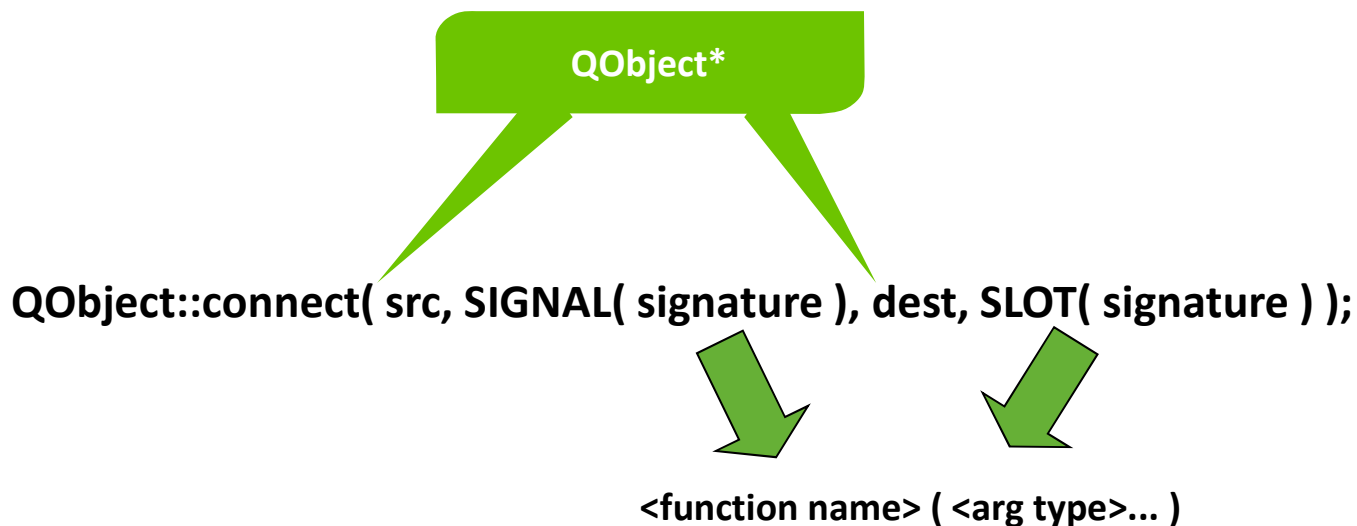 QObject*
QObject::connect( src, SIGNAL( signature ), dest, SLOT( signature ) );
<function name> ( <arg type>... )